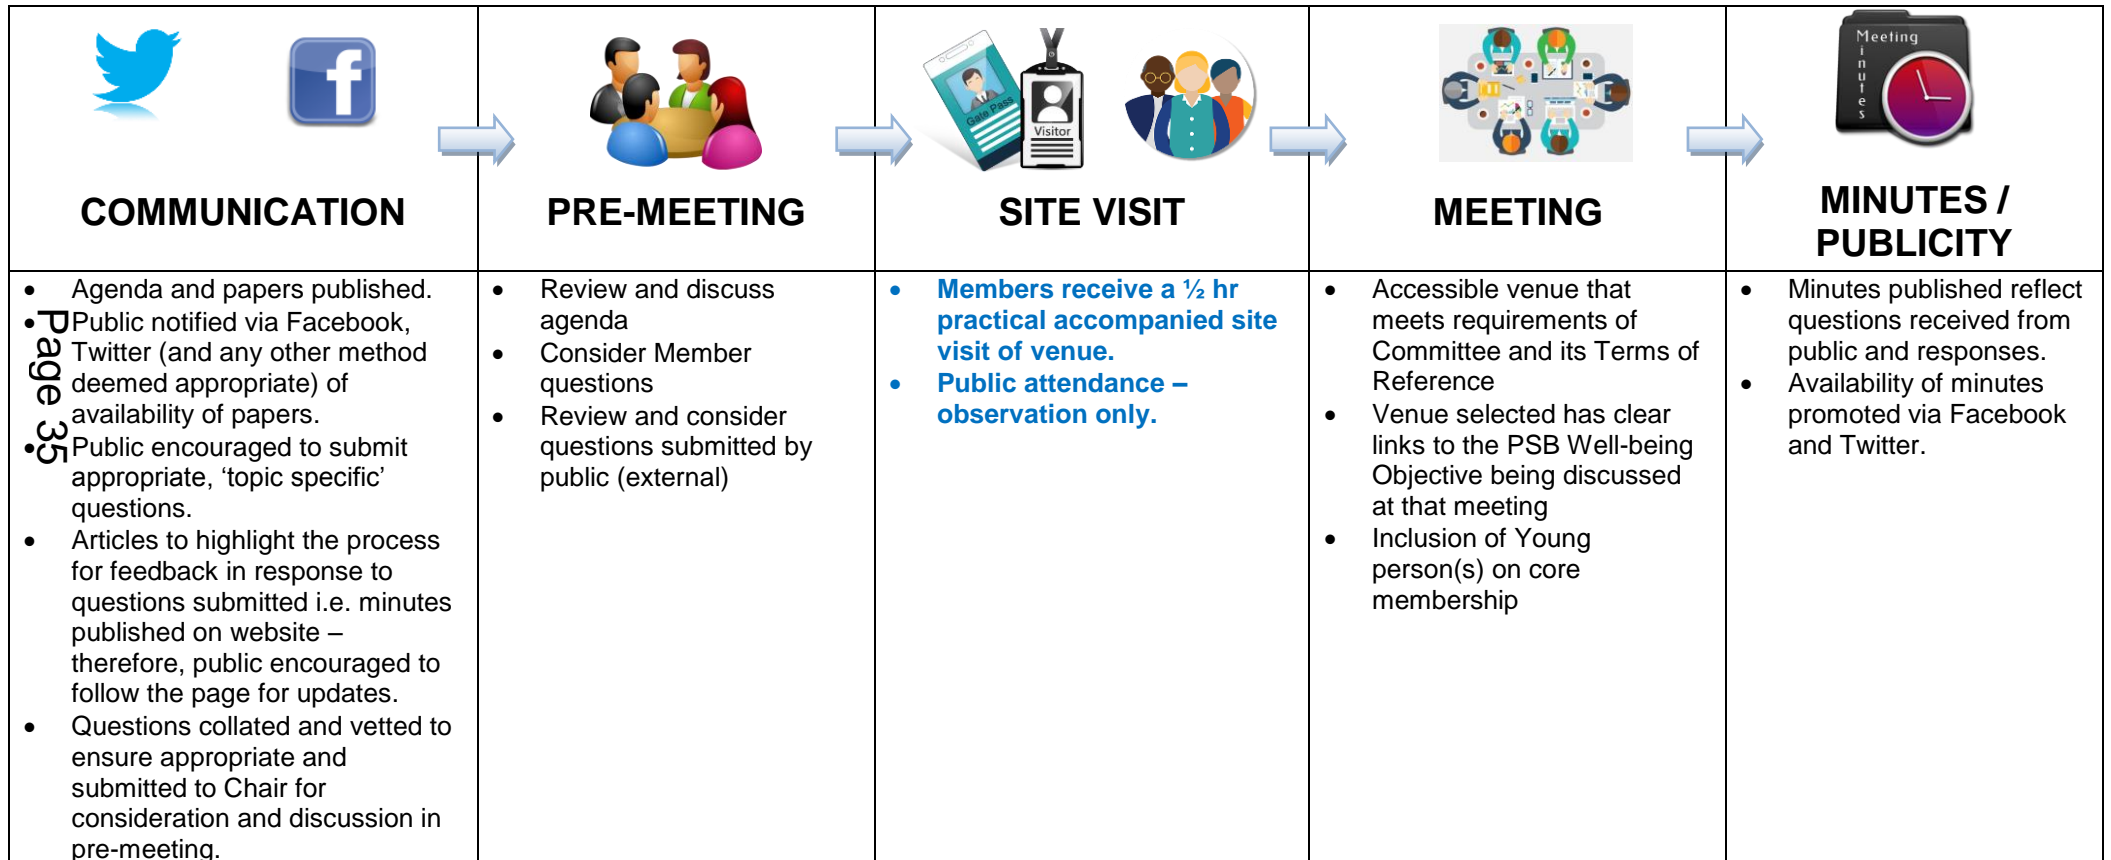 f
Gate Pass
Visitor
Meeting
Minutes
COMMUNICATION
PRE-MEETING
SITE VISIT
MEETING
MINUTES /
PUBLICITY
• Agenda and papers published.
• Public notified via Facebook,
Twitter (and any other method
deemed appropriate) of
availability of papers.
• Public encouraged to submit
appropriate, ‘topic specific’
questions.
• Articles to highlight the process
for feedback in response to
questions submitted i.e. minutes
published on website –
therefore, public encouraged to
follow the page for updates.
• Questions collated and vetted to
ensure appropriate and
submitted to Chair for
consideration and discussion in
pre-meeting.
Page 35
• Review and discuss
agenda
• Consider Member
questions
• Review and consider
questions submitted by
public (external)
• Members receive a ½ hr
practical accompanied site
visit of venue.
• Public attendance –
observation only.
• Accessible venue that
meets requirements of
Committee and its Terms of
Reference
• Venue selected has clear
links to the PSB Well-being
Objective being discussed
at that meeting
• Inclusion of Young
person(s) on core
membership
• Minutes published reflect
questions received from
public and responses.
• Availability of minutes
promoted via Facebook
and Twitter.